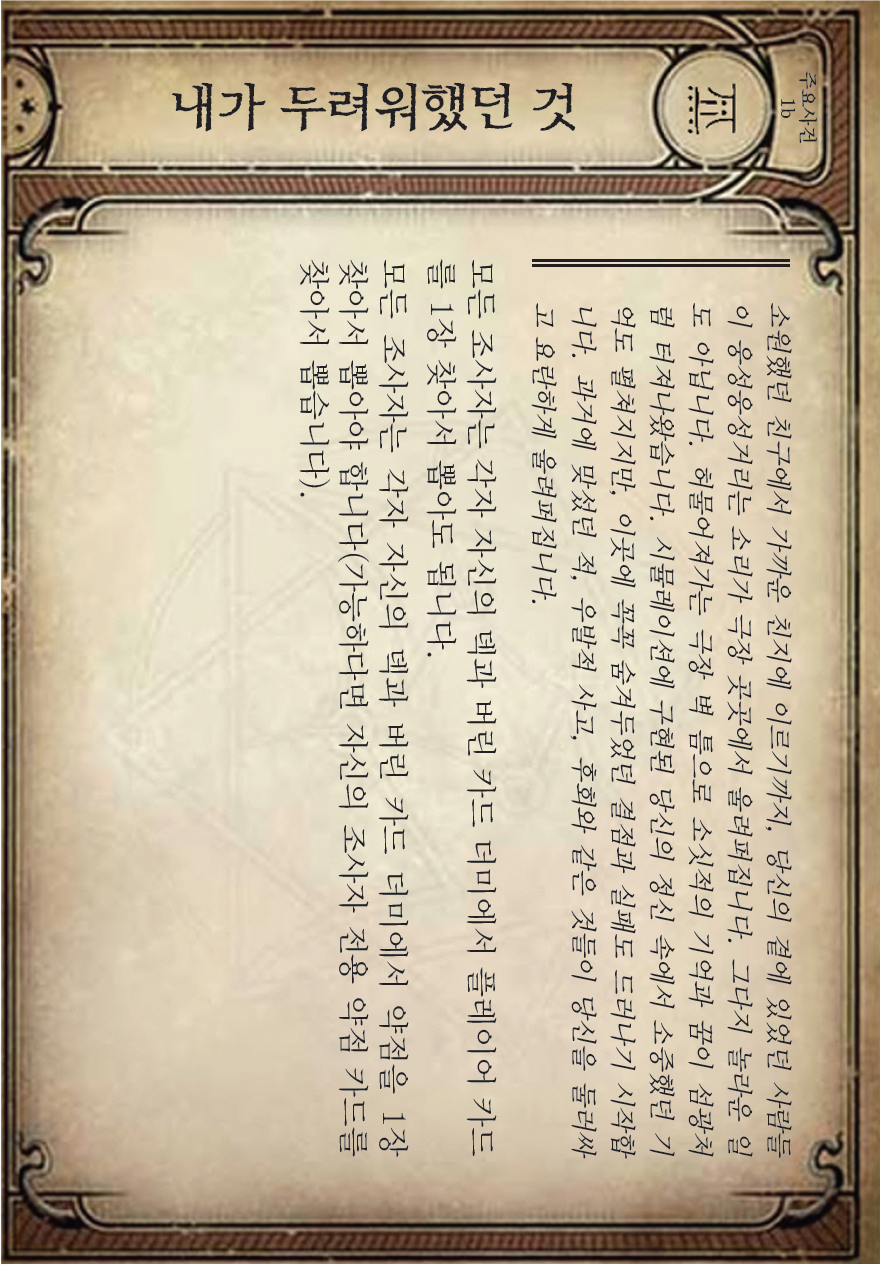 주요사건
1b
내가 두려워했던 것
소원했던 친구에서 가까운 친지에 이르기까지, 당신의 곁에 있었던 사람들
이 웅성웅성거리는 소리가 극장 곳곳에서 울려퍼집니다. 그다지 놀라운 일
도 아닙니다. 허물어져가는 극장 벽 틈으로 소싯적의 기억과 꿈이 섬광처
럼 터져나왔습니다. 시뮬레이션에 구현된 당신의 정신 속에서 소중했던 기
억도 펼쳐지지만, 이곳에 꼭꼭 숨겨두었던 결점과 실패도 드러나기 시작합
니다. 과거에 맞섰던 적, 우발적 사고, 후회와 같은 것들이 당신을 둘러싸
고 요란하게 울려퍼집니다.
모든 조사자는 각자 자신의 덱과 버린 카드 더미에서 플레이어 카드
를 1장 찾아서 뽑아도 됩니다.
모든 조사자는 각자 자신의 덱과 버린 카드 더미에서 약점을 1장
찾아서 뽑아야 합니다(가능하다면 자신의 조사자 전용 약점 카드를
찾아서 뽑습니다).